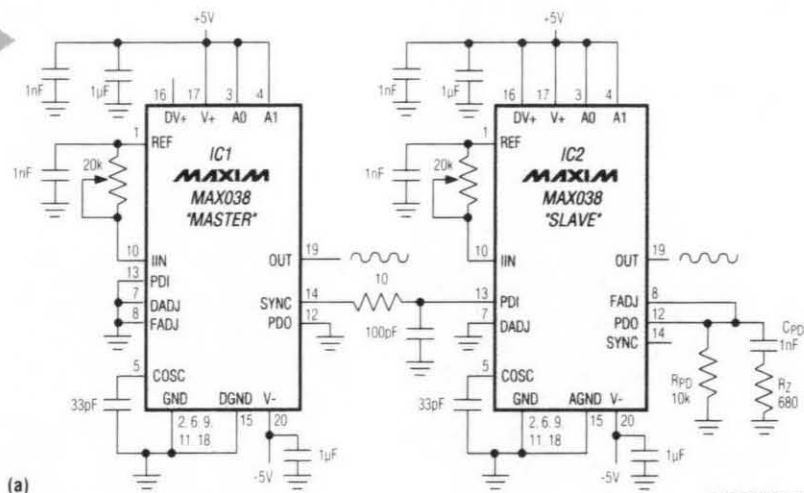 +5V
+5V
1nF
1µF
16
17
3
4
DV+
V+
A0
A1
1nF
1µF
16
17
3
4
DV+
V+
A0
A1
1
REF
20k
1nF
IC1
MAXIM
MAX038
"MASTER"
1
REF
20k
1nF
IC2
MAXIM
MAX038
"SLAVE"
10
IIN
13
PDI
7
DADJ
8
FADJ
OUT
19
SYNC
14
PDO
12
10
100pF
10
IIN
13
PDI
7
DADJ
OUT
19
FADJ
8
PDO
12
SYNC
14
CPD
1nF
RPD
10k
RZ
680
5
COSC
33pF
GND
DGND
V-
2. 6. 9.
11. 18
15
20
1µF
-5V
5
COSC
33pF
GND
AGND
V-
2. 6. 9.
11. 18
15
20
1µF
-5V
(a)